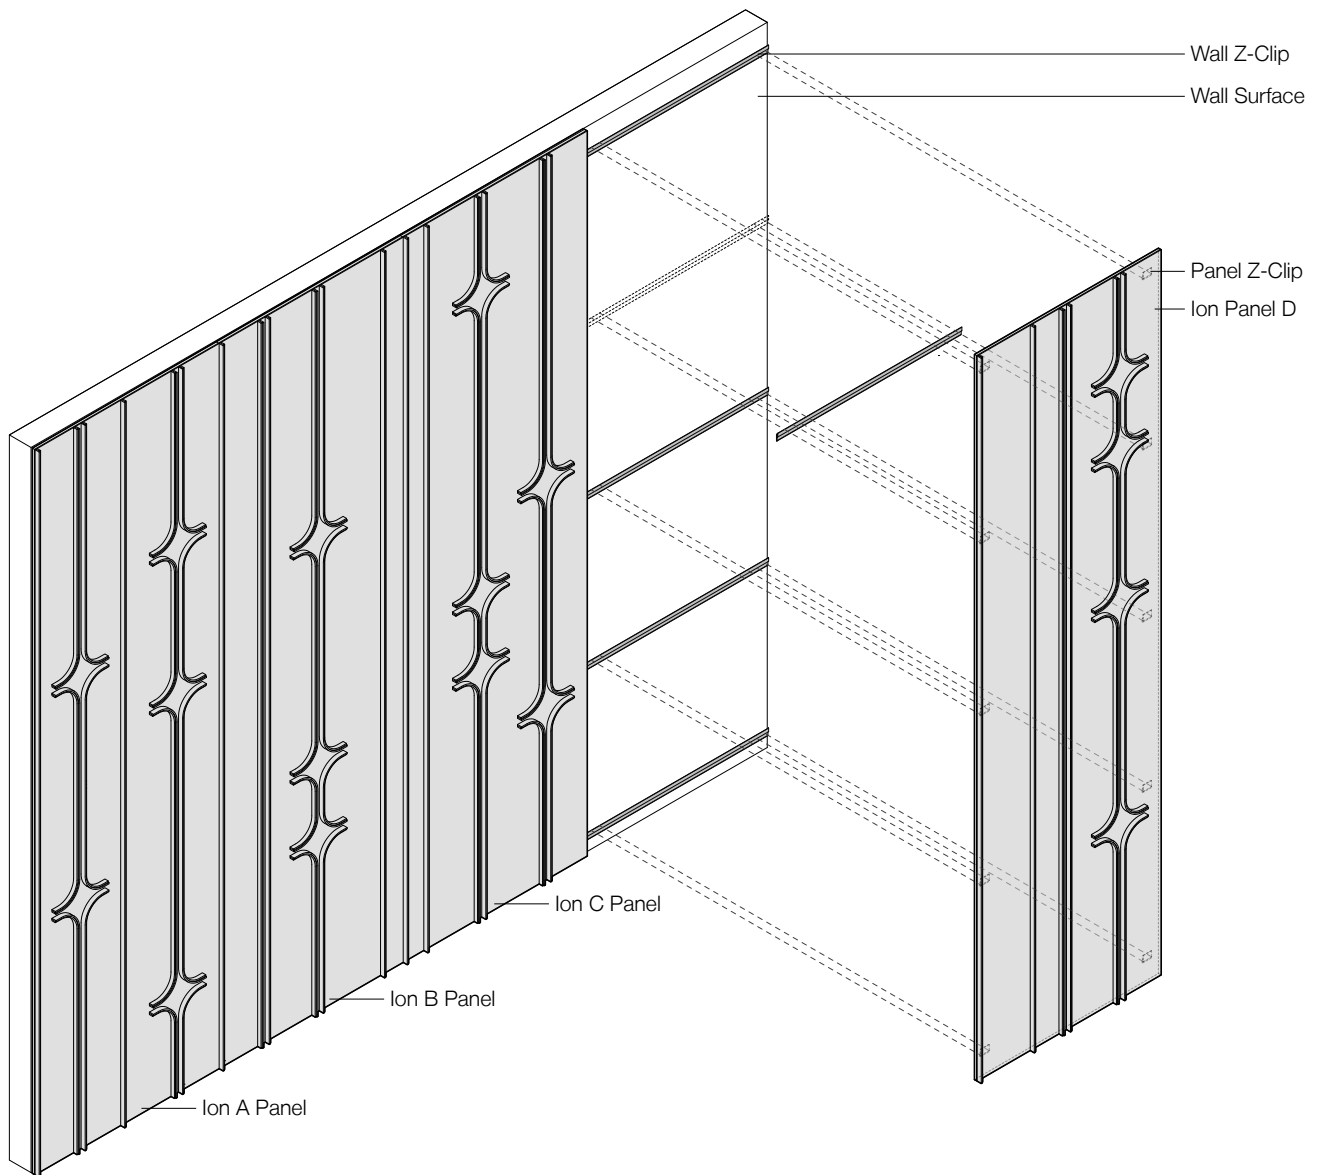 Wall Z-Clip
Wall Surface
Panel Z-Clip
Ion Panel D
Ion C Panel
Ion B Panel
Ion A Panel